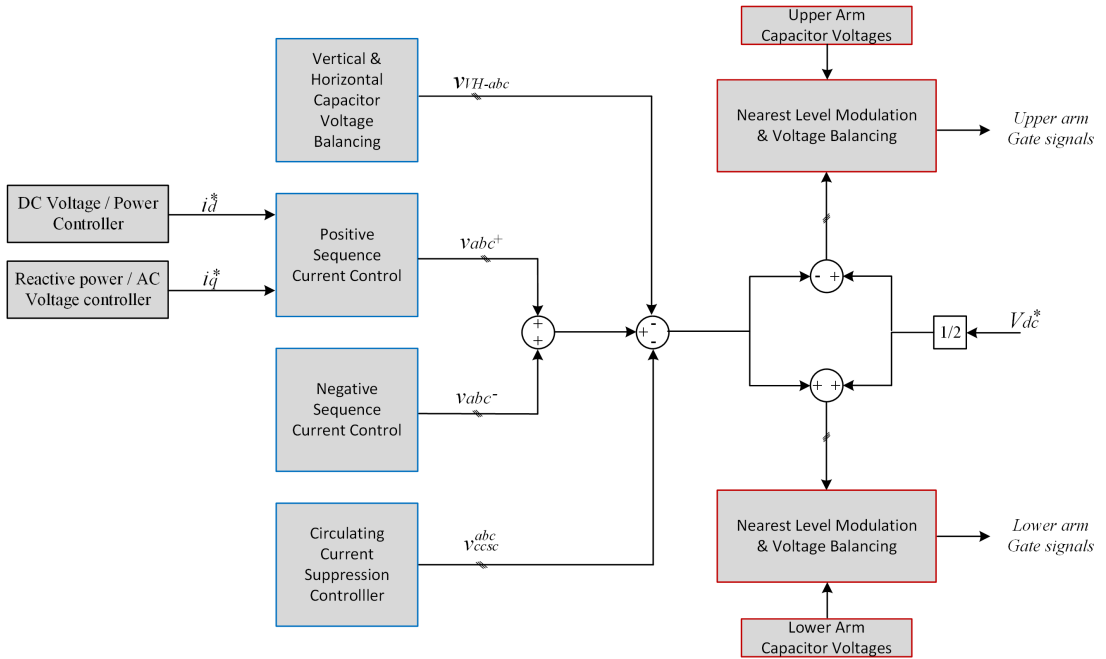 Upper Arm
Capacitor Voltages
Vertical &
Horizontal
Capacitor
Voltage
Balancing
vVH-abc
Nearest Level Modulation
& Voltage Balancing
Upper arm
Gate signals
DC Voltage / Power
Controller
i*d
Positive
Sequence
Current Control
vabc+
Reactive power / AC
Voltage controller
i*q
- +
+
+
+ - -
1/2
Vdc*
Negative
Sequence
Current Control
vabc-
+ +
Circulating
Current
Suppression
Controlller
vabcccsc
Nearest Level Modulation
& Voltage Balancing
Lower arm
Gate signals
Lower Arm
Capacitor Voltages